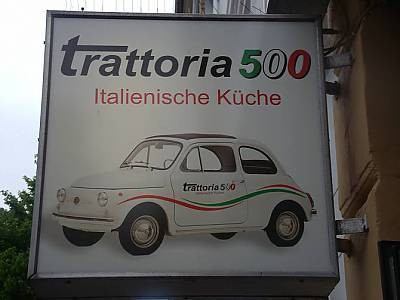 trattoria 500
Italienische Küche
trattoria 500